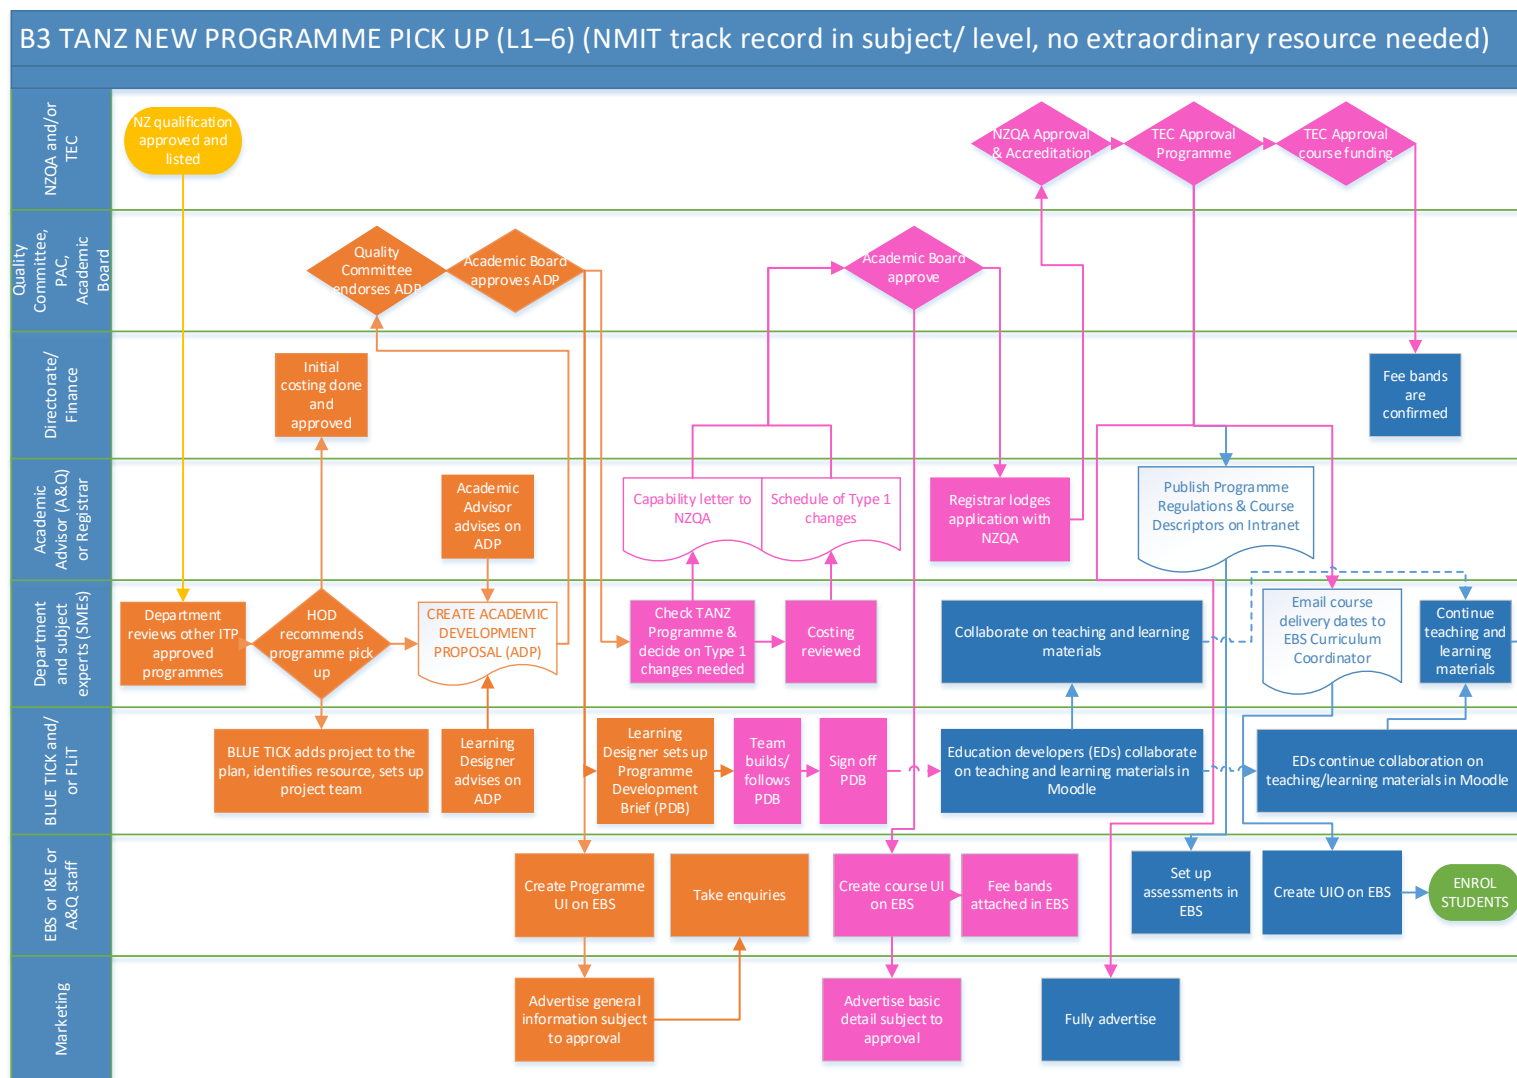 B3 TANZ NEW PROGRAMME PICK UP (L1–6) (NMIT track record in subject/ level, no extraordinary resource needed)
NZQA and/or
TEC
NZ qualification
approved and
listed
NZQA Approval
& Accreditation
TEC Approval
Programme
TEC Approval
course funding
Quality
Committee,
PAC,
Academic
Board
Quality
Committee
endorses ADP
Academic Board
approves ADP
Academic Board
approve
Directorate/
Finance
Initial
costing done
and
approved
Fee bands
are
confirmed
Academic
Advisor (A&Q)
or Registrar
Academic
Advisor
advises on
ADP
Capability letter to
NZQA
Schedule of Type 1
changes
Registrar lodges
application with
NZQA
Publish Programme
Regulations & Course
Descriptors on Intranet
Department
and subject
experts (SMEs)
Department
reviews other ITP
approved
programmes
HOD
recommends
programme pick
up
CREATE ACADEMIC
DEVELOPMENT
PROPOSAL (ADP)
Check TANZ
Programme &
decide on Type 1
changes needed
Costing
reviewed
Collaborate on teaching and learning
materials
Email course
delivery dates to
EBS Curriculum
Coordinator
Continue
teaching and
learning
materials
BLUE TICK and/
or FLiT
BLUE TICK adds project to the
plan, identifies resource, sets up
project team
Learning
Designer
advises on
ADP
Learning
Designer sets up
Programme
Development
Brief (PDB)
Team
builds/
follows
PDB
Sign off
PDB
Education developers (EDs) collaborate
on teaching and learning materials in
Moodle
EDs continue collaboration on
teaching/learning materials in Moodle
EBS or I&E or
A&Q staff
Create Programme
UI on EBS
Take enquiries
Create course UI
on EBS
Fee bands
attached in EBS
Set up
assessments in
EBS
Create UIO on EBS
ENROL
STUDENTS
Marketing
Advertise general
information subject
to approval
Advertise basic
detail subject to
approval
Fully advertise